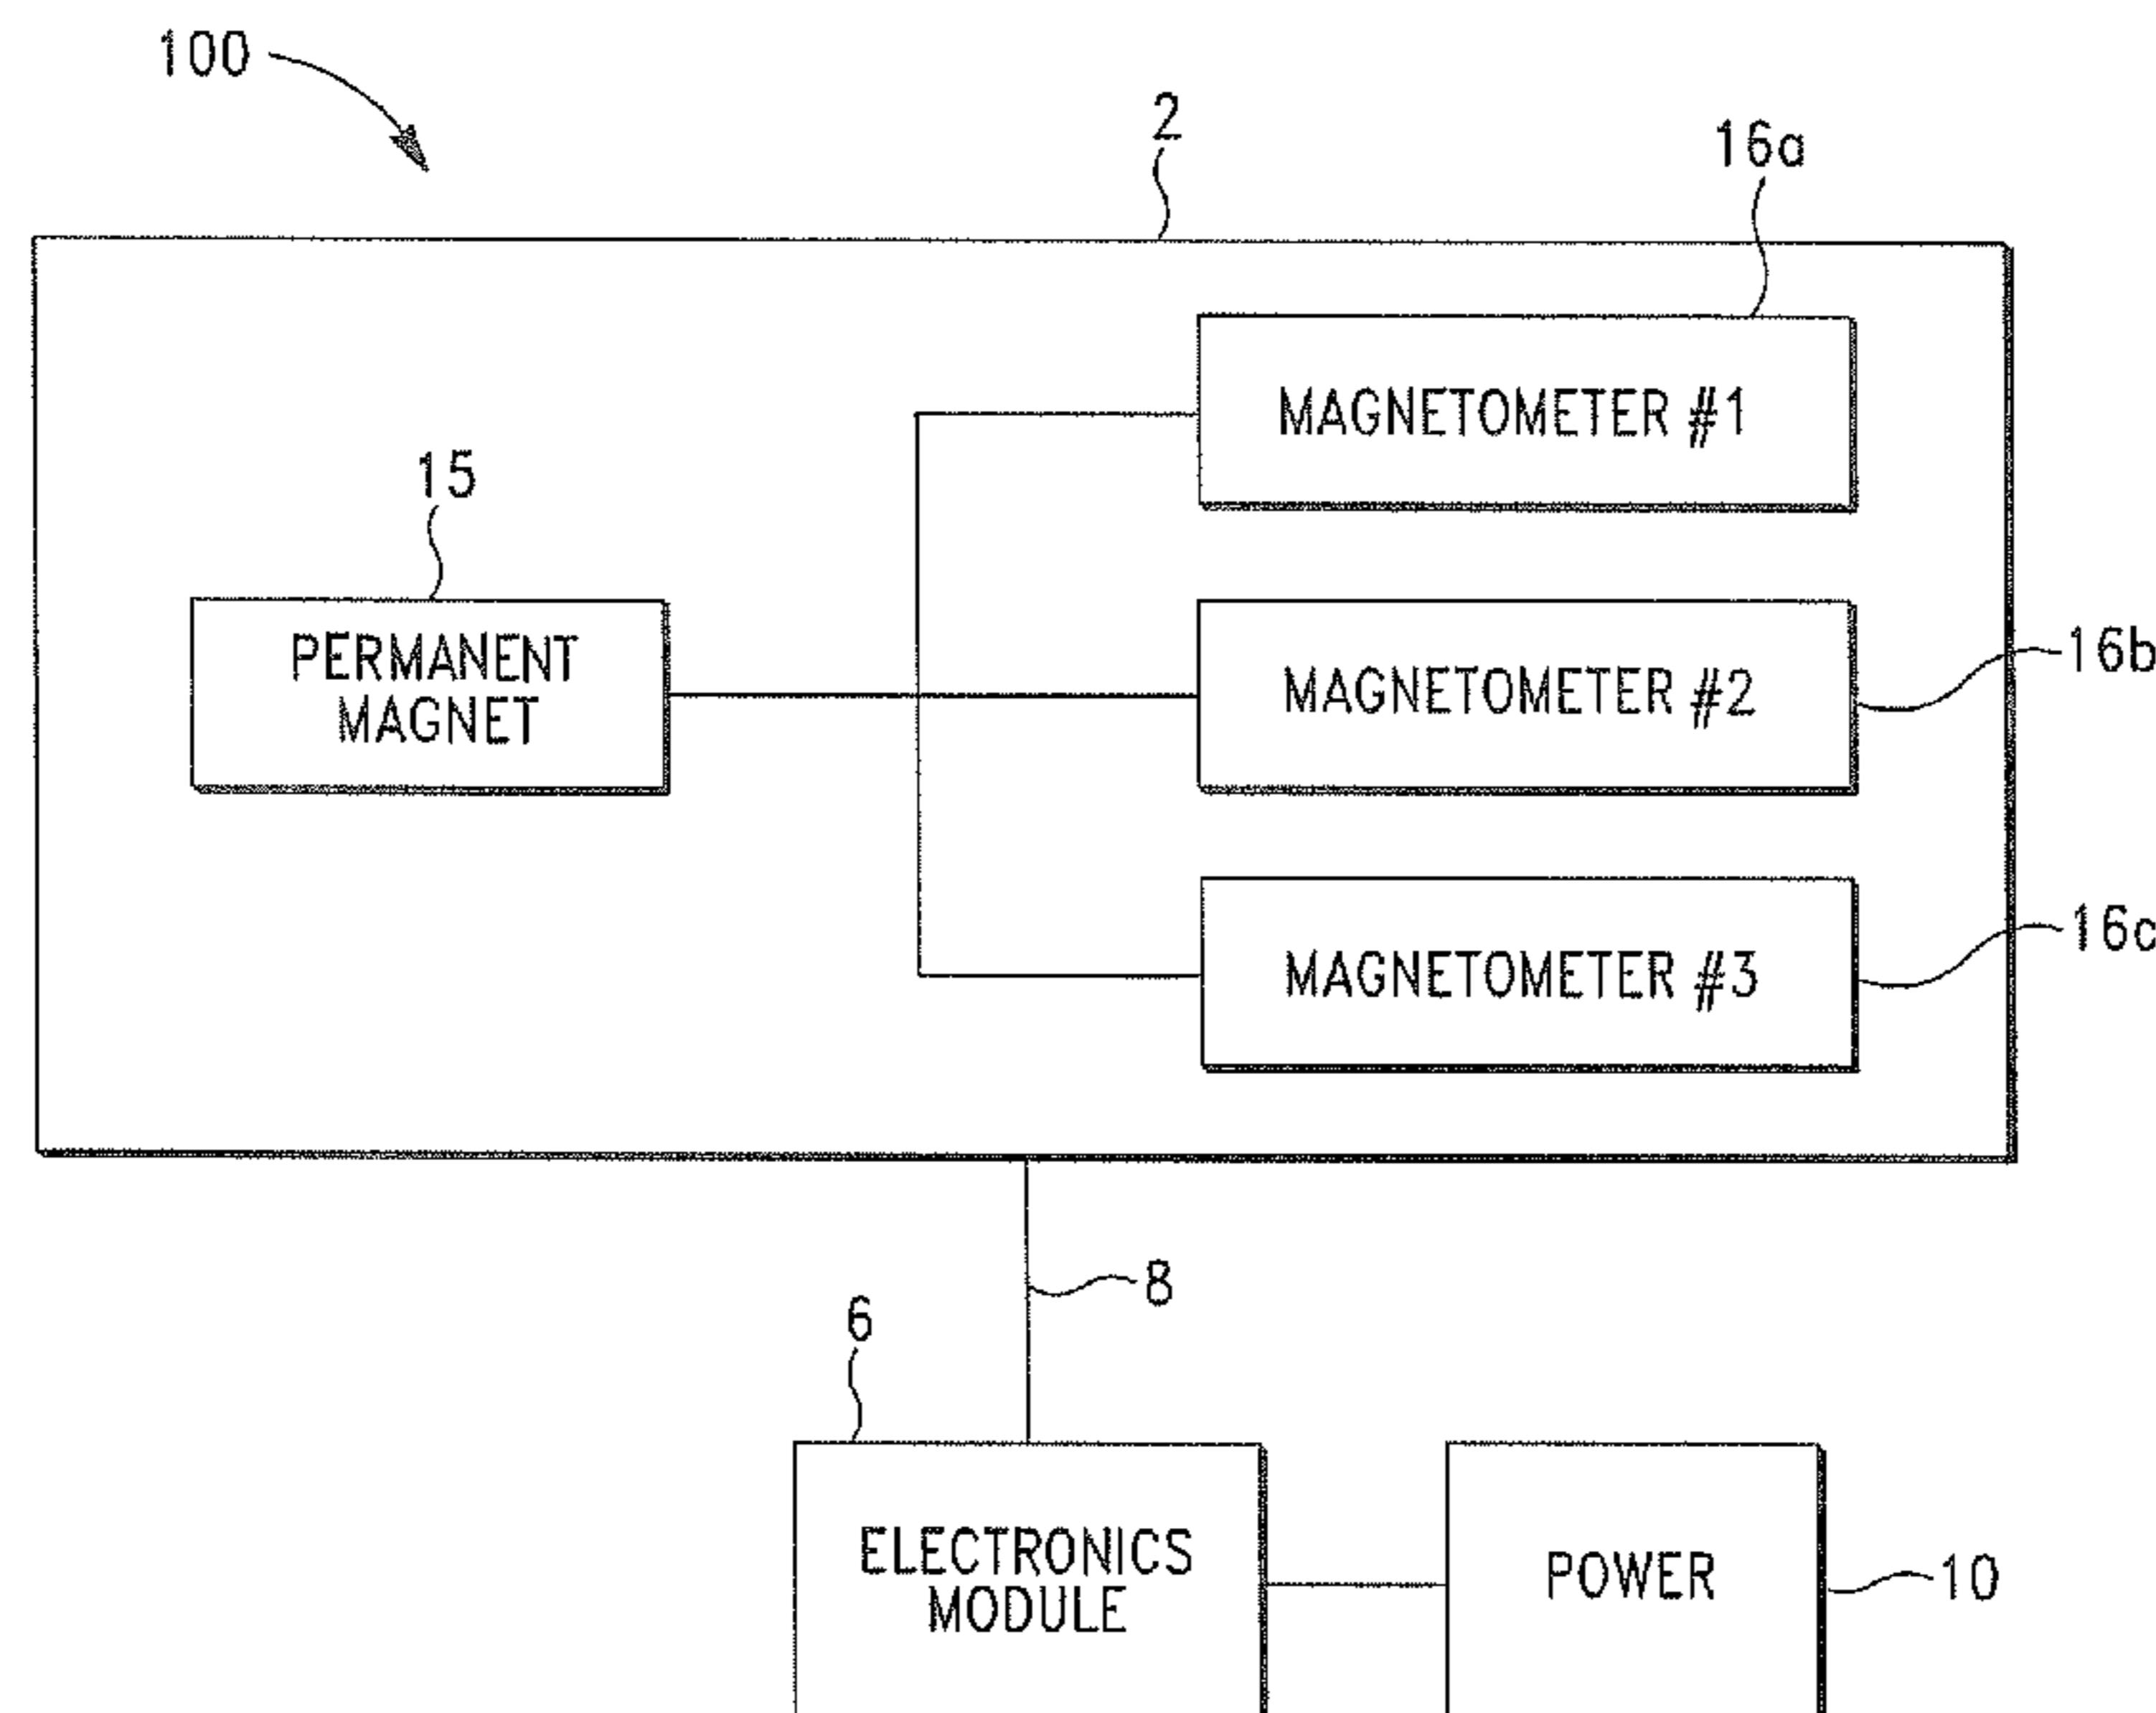 100
2
16a
MAGNETOMETER #1
15
PERMANENT
MAGNET
MAGNETOMETER #2
16b
MAGNETOMETER #3
16c
8
6
ELECTRONICS
MODULE
POWER
10